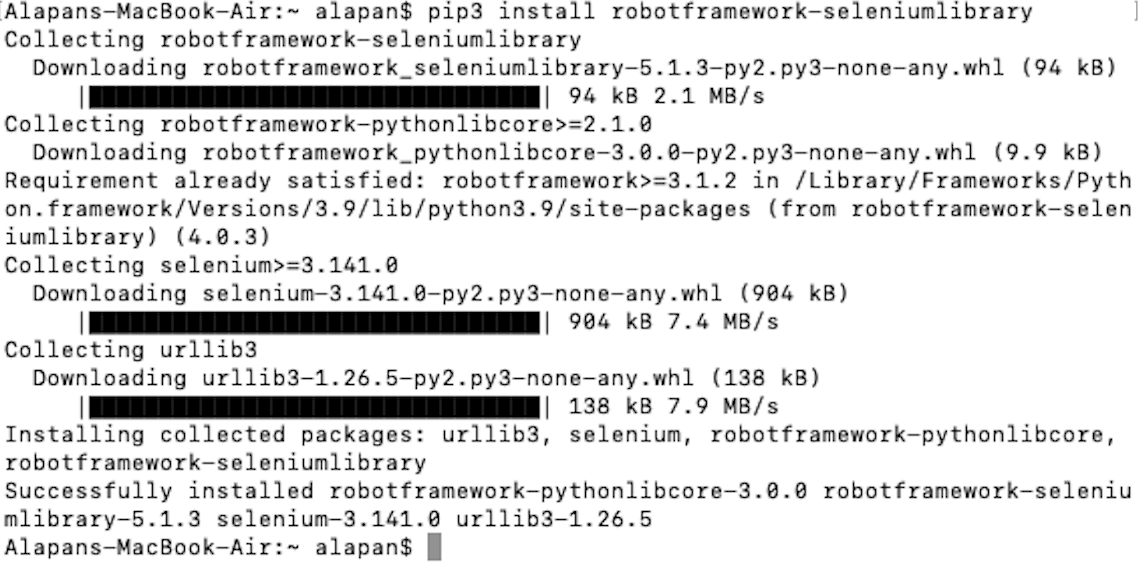 [Alapans-MacBook-Air:~ alapan$ pip3 install robotframework-seleniumlibrary ]
Collecting robotframework-seleniumlibrary
  Downloading robotframework_seleniumlibrary-5.1.3-py2.py3-none-any.whl (94 kB)
     |████████████████████████████████| 94 kB 2.1 MB/s
Collecting robotframework-pythonlibcore>=2.1.0
  Downloading robotframework_pythonlibcore-3.0.0-py2.py3-none-any.whl (9.9 kB)
Requirement already satisfied: robotframework>=3.1.2 in /Library/Frameworks/Pyth
on.framework/Versions/3.9/lib/python3.9/site-packages (from robotframework-selen
iumlibrary) (4.0.3)
Collecting selenium>=3.141.0
  Downloading selenium-3.141.0-py2.py3-none-any.whl (904 kB)
     |████████████████████████████████| 904 kB 7.4 MB/s
Collecting urllib3
  Downloading urllib3-1.26.5-py2.py3-none-any.whl (138 kB)
     |████████████████████████████████| 138 kB 7.9 MB/s
Installing collected packages: urllib3, selenium, robotframework-pythonlibcore,
robotframework-seleniumlibrary
Successfully installed robotframework-pythonlibcore-3.0.0 robotframework-seleniu
mlibrary-5.1.3 selenium-3.141.0 urllib3-1.26.5
Alapans-MacBook-Air:~ alapan$